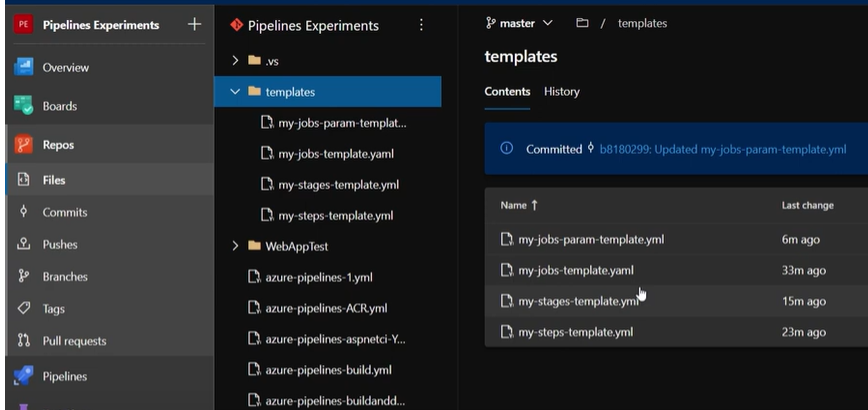 PE Pipelines Experiments
Overview
Boards
Repos
Files
Commits
Pushes
Branches
Tags
Pull requests
Pipelines
Pipelines Experiments
.vs
templates
my-jobs-param-templat...
my-jobs-template.yaml
my-stages-template.yml
my-steps-template.yml
WebAppTest
azure-pipelines-1.yml
azure-pipelines-ACR.yml
azure-pipelines-aspnetci-Y...
azure-pipelines-build.yml
azure-pipelines-buildandd...
master / templates
templates
Contents History
Committed b8180299: Updated my-jobs-param-template.yml
Name ↑ Last change
my-jobs-param-template.yml 6m ago
my-jobs-template.yaml 33m ago
my-stages-template.yml 15m ago
my-steps-template.yml 23m ago